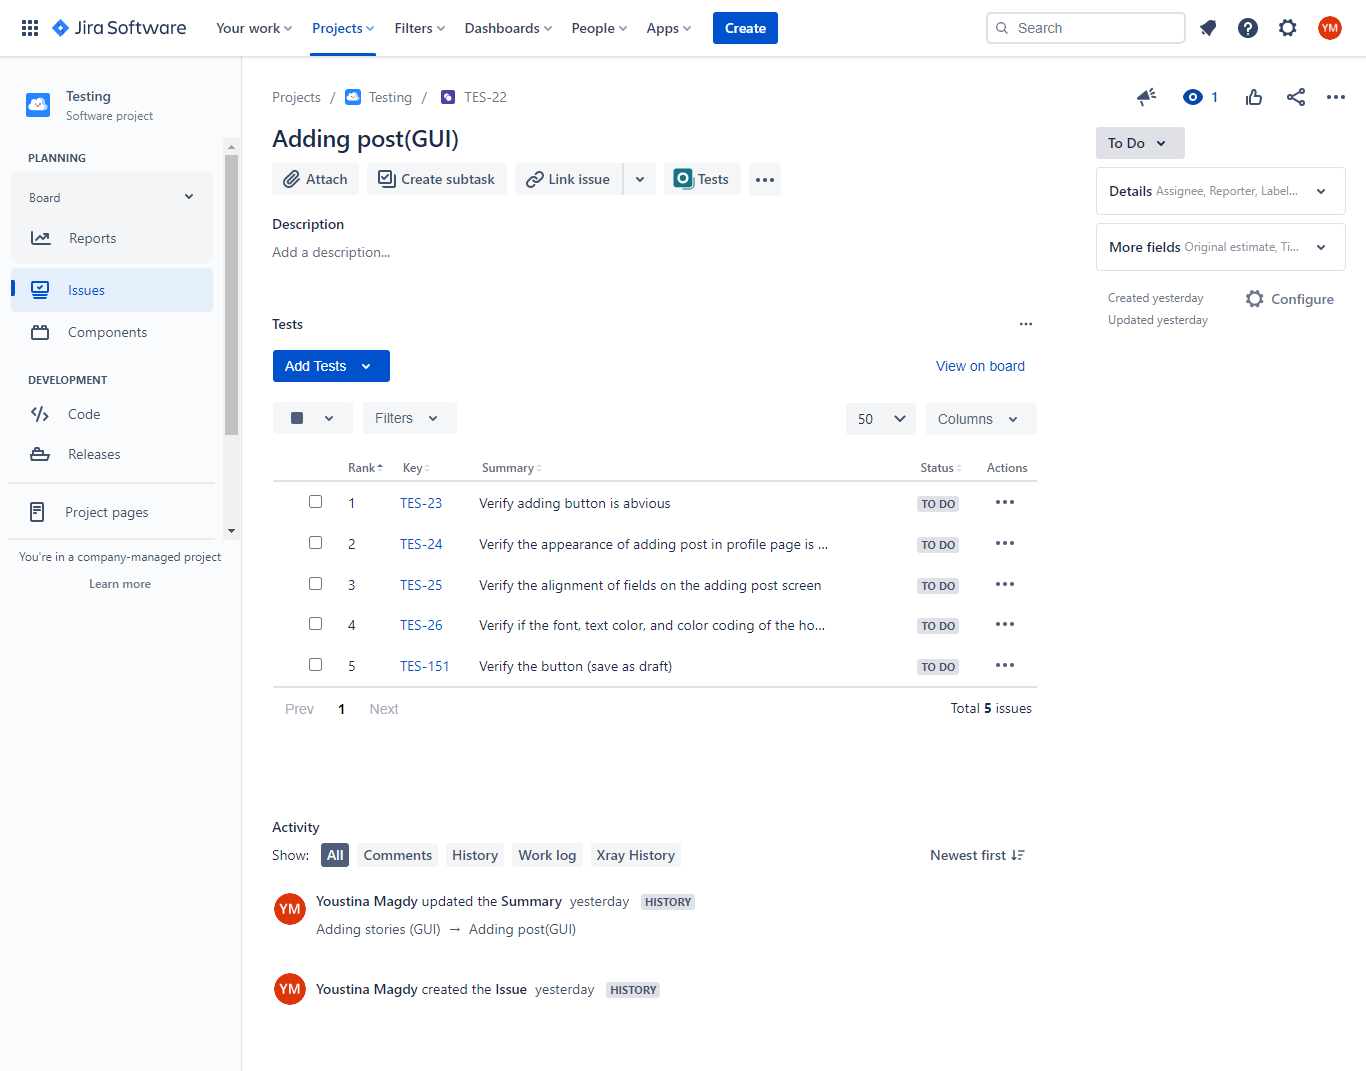 Jira Software
Your work
Projects
Filters
Dashboards
People
Apps
Create
Search
YM
Testing
Software project
PLANNING
Board
Reports
Issues
Components
DEVELOPMENT
Code
Releases
Project pages
You're in a company-managed project
Learn more
Projects / Testing / TES-22
1
Adding post(GUI)
Attach
Create subtask
Link issue
Tests
Description
Add a description...
Tests
Add Tests
View on board
Filters
50
Columns
Rank Key Summary Status Actions
1 TES-23 Verify adding button is abvious TO DO
2 TES-24 Verify the appearance of adding post in profile page is ... TO DO
3 TES-25 Verify the alignment of fields on the adding post screen TO DO
4 TES-26 Verify if the font, text color, and color coding of the ho... TO DO
5 TES-151 Verify the button (save as draft) TO DO
Prev 1 Next
Total 5 issues
Activity
Show: All Comments History Work log Xray History
Newest first
YM Youstina Magdy updated the Summary yesterday HISTORY
Adding stories (GUI) → Adding post(GUI)
YM Youstina Magdy created the Issue yesterday HISTORY
To Do
Details Assignee, Reporter, Label...
More fields Original estimate, Ti...
Created yesterday
Updated yesterday
Configure